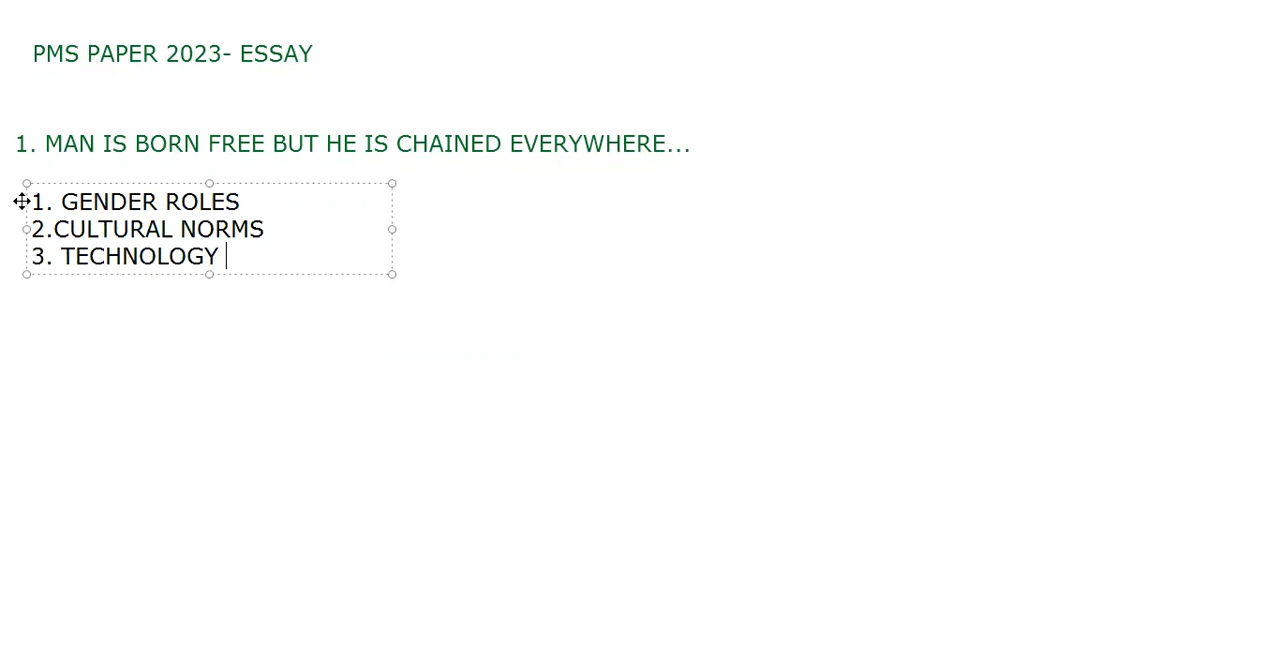 PMS PAPER 2023- ESSAY
1. MAN IS BORN FREE BUT HE IS CHAINED EVERYWHERE...
1. GENDER ROLES
2.CULTURAL NORMS
3. TECHNOLOGY